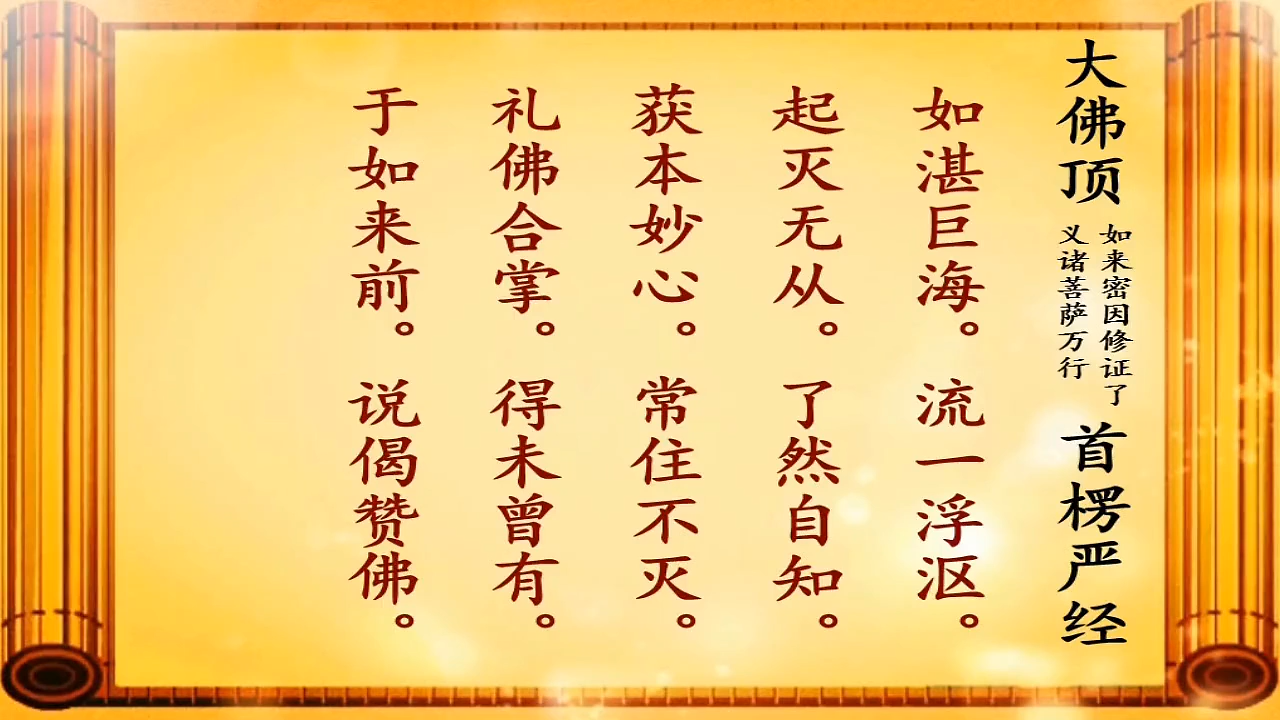 大佛顶
如来密因修证了
义诸菩萨万行
首楞严经
如湛巨海。流一浮沤。
起灭无从。了然自知。
获本妙心。常住不灭。
礼佛合掌。得未曾有。
于如来前。说偈赞佛。